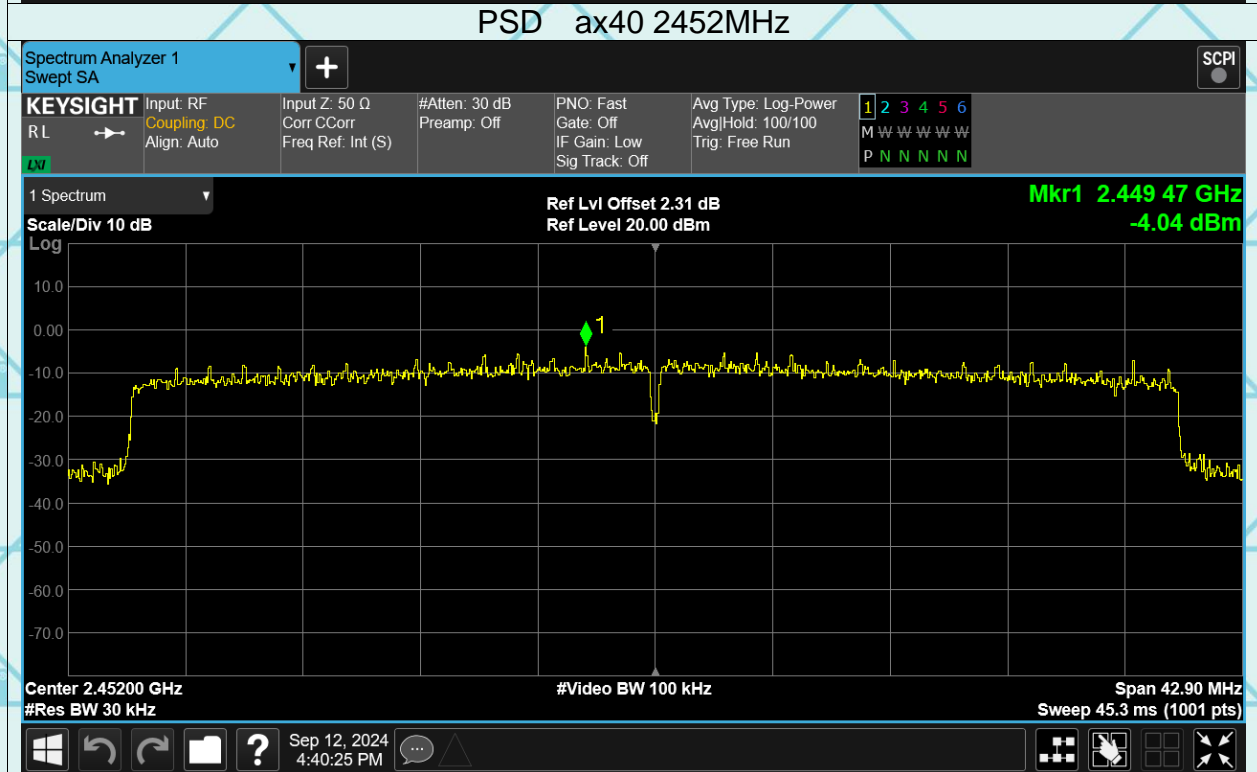 PSD ax40 2452MHz
Spectrum Analyzer 1
Swept SA
+
SCPI
KEYSIGHT
R L
LXI
Input: RF
Coupling: DC
Align: Auto
Input Z: 50 Ω
Corr CCorr
Freq Ref: Int (S)
#Atten: 30 dB
Preamp: Off
PNO: Fast
Gate: Off
IF Gain: Low
Sig Track: Off
Avg Type: Log-Power
Avg|Hold: 100/100
Trig: Free Run
1 2 3 4 5 6
M W W W W W
P N N N N N
1 Spectrum
Scale/Div 10 dB
Ref Lvl Offset 2.31 dB
Ref Level 20.00 dBm
Mkr1 2.449 47 GHz
-4.04 dBm
Log
10.0
0.00
-10.0
-20.0
-30.0
-40.0
-50.0
-60.0
-70.0
1
Center 2.45200 GHz
#Res BW 30 kHz
#Video BW 100 kHz
Span 42.90 MHz
Sweep 45.3 ms (1001 pts)
?
Sep 12, 2024
4:40:25 PM